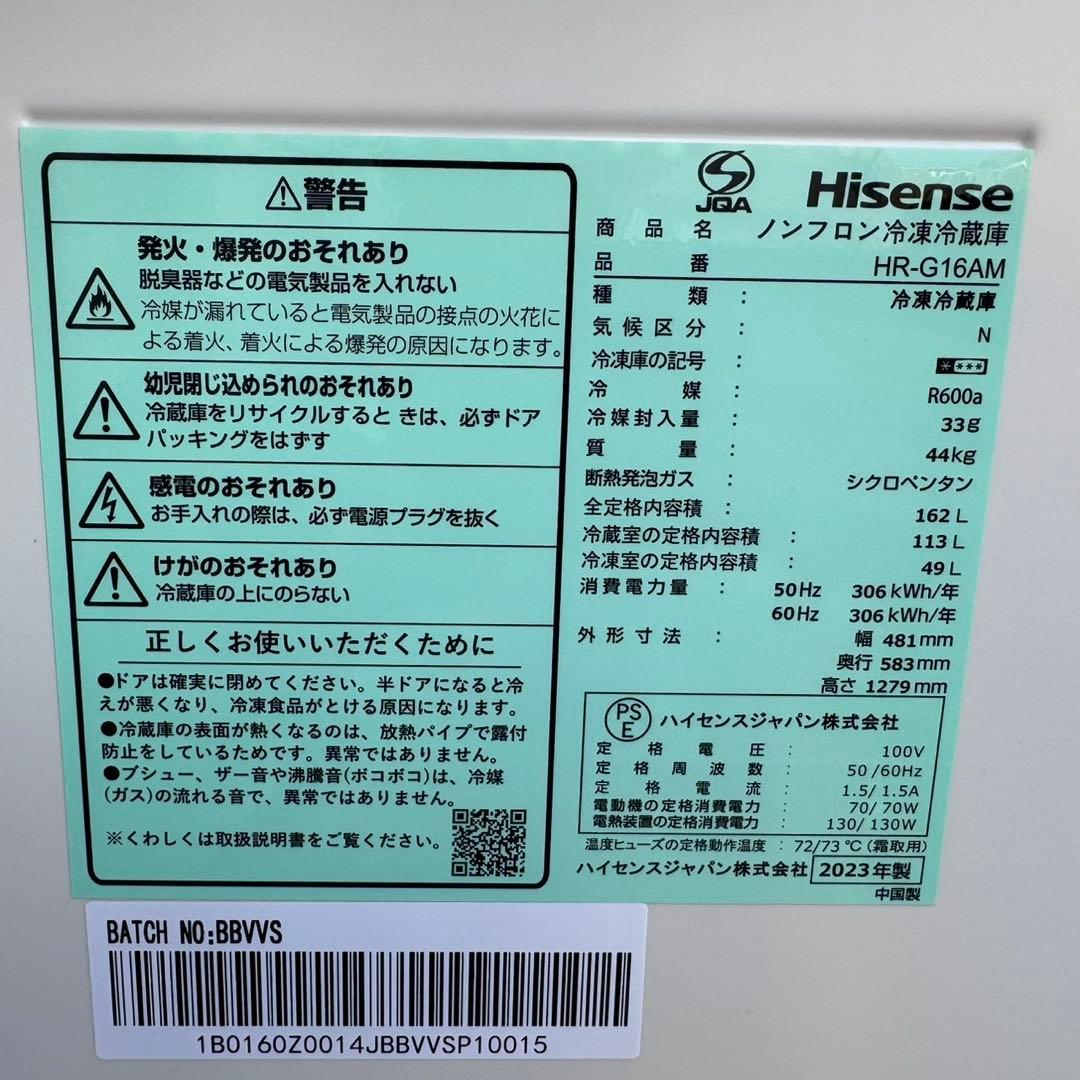 警告
発火・爆発のおそれあり
脱臭器などの電気製品を入れない
冷媒が漏れていると電気製品の接点の火花に
よる着火、着火による爆発の原因になります。
幼児閉じ込められのおそれあり
冷蔵庫をリサイクルすると きは、必ずドア
パッキングをはずす
感電のおそれあり
お手入れの際は、必ず電源プラグを抜く
けがのおそれあり
冷蔵庫の上にのらない
正しくお使いいただくために
●ドアは確実に閉めてください。半ドアになると冷
えが悪くなり、冷凍食品がとける原因になります。
●冷蔵庫の表面が熱くなるのは、放熱パイプで露付
防止をしているためです。異常ではありません。
●ブシュー、ザー音や沸騰音(ボコボコ)は、冷媒
(ガス)の流れる音で、異常ではありません。
※くわしくは取扱説明書をご覧ください。
JQA Hisense
商品名 ノンフロン冷凍冷蔵庫
品番 HR-G16AM
種類 : 冷凍冷蔵庫
気候区分 : N
冷凍庫の記号 : ****
冷媒 : R600a
冷媒封入量 : 33g
質量 : 44kg
断熱発泡ガス : シクロペンタン
全定格内容積 : 162 L
冷蔵室の定格内容積 : 113 L
冷凍室の定格内容積 : 49 L
消費電力量 : 50Hz 306 kWh/年
60Hz 306 kWh/年
外形寸法 : 幅 481mm
奥行 583mm
高さ 1279mm
PSE ハイセンスジャパン株式会社
定格電圧 : 100V
定格周波数 : 50/60Hz
定格電流 : 1.5/ 1.5A
電動機の定格消費電力 : 70/ 70W
電熱装置の定格消費電力 : 130/ 130W
温度ヒューズの定格動作温度 : 72/73℃(霜取用)
ハイセンスジャパン株式会社 2023年製
中国製
BATCH NO:BBVVS
1B0160Z0014JBBVVSP10015